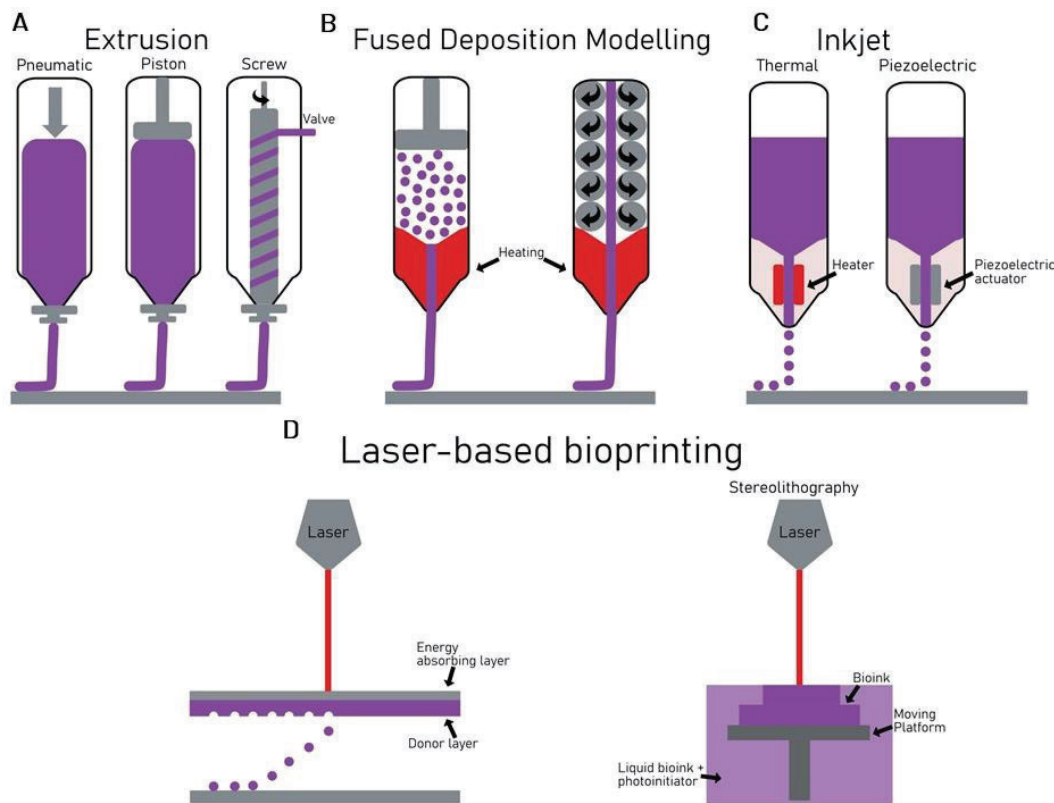 A
Extrusion
Pneumatic
Piston
Screw
Valve
B
Fused Deposition Modelling
Heating
C
Inkjet
Thermal
Piezoelectric
Heater
Piezoelectric
actuator
D
Laser-based bioprinting
Laser
Energy
absorbing layer
Donor layer
Stereolithography
Laser
Bioink
Moving
Platform
Liquid bioink +
photoinitiator